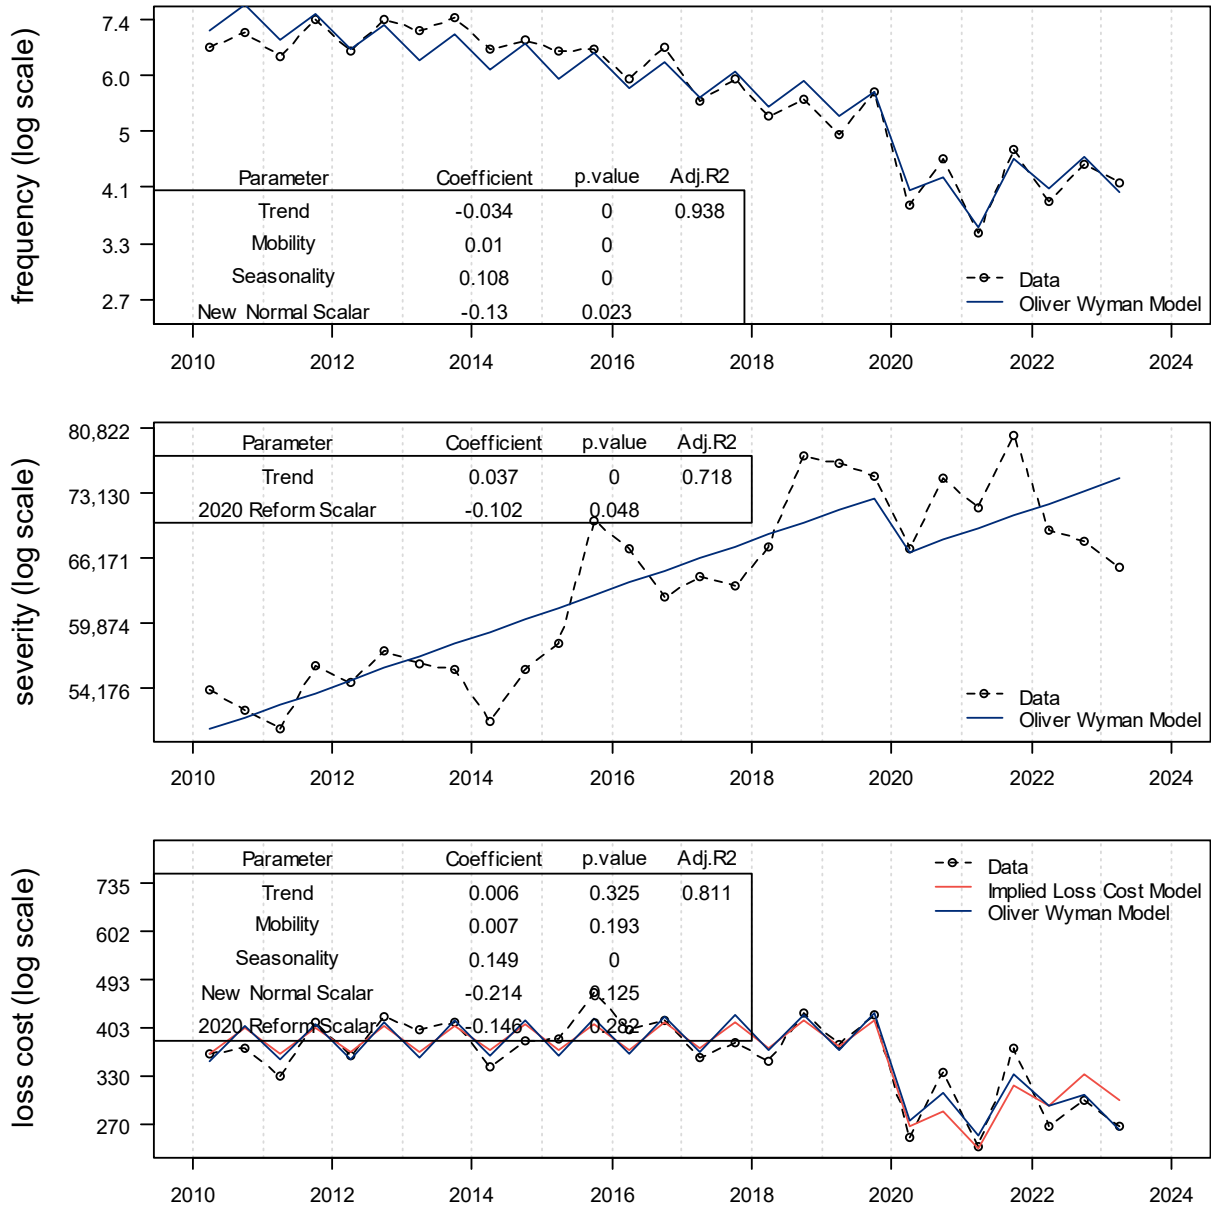 frequency (log scale)
7.4
6.0
5
4.1
3.3
2.7
Parameter Coefficient p.value Adj.R2
Trend -0.034 0 0.938
Mobility 0.01 0
Seasonality 0.108 0
New Normal Scalar -0.13 0.023
Data
Oliver Wyman Model
2010 2012 2014 2016 2018 2020 2022 2024
severity (log scale)
80,822
73,130
66,171
59,874
54,176
Parameter Coefficient p.value Adj.R2
Trend 0.037 0 0.718
2020 Reform Scalar -0.102 0.048
Data
Oliver Wyman Model
2010 2012 2014 2016 2018 2020 2022 2024
loss cost (log scale)
735
602
493
403
330
270
Parameter Coefficient p.value Adj.R2
Trend 0.006 0.325 0.811
Mobility 0.007 0.193
Seasonality 0.149 0
New Normal Scalar -0.214 0.125
2020 Reform Scalar -0.146 0.282
Data
Implied Loss Cost Model
Oliver Wyman Model
2010 2012 2014 2016 2018 2020 2022 2024